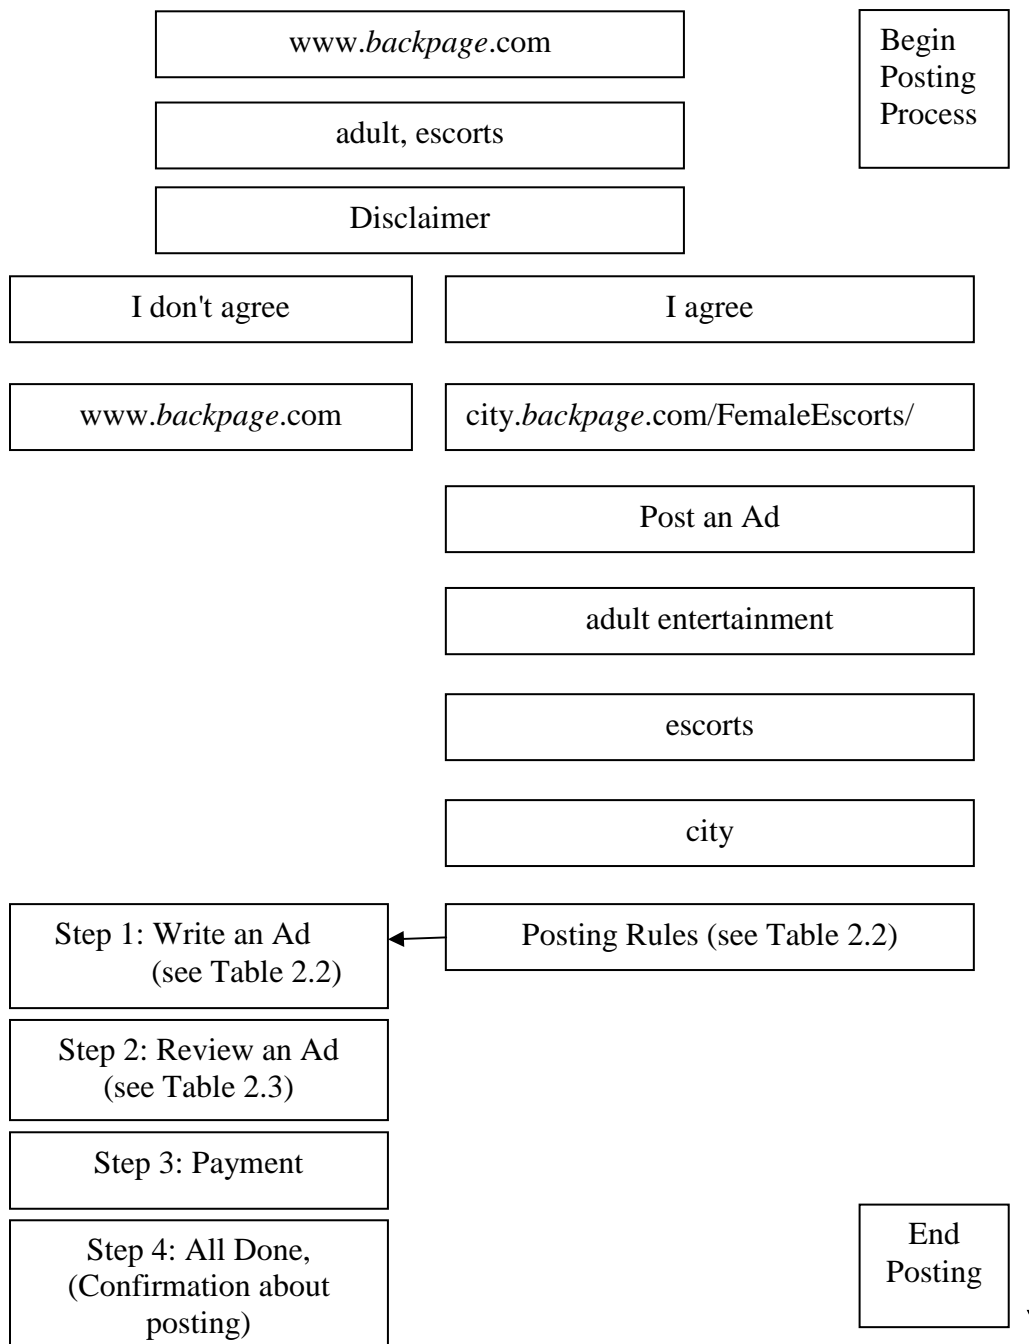 www.backpage.com
Begin
Posting
Process
adult, escorts
Disclaimer
I don't agree
I agree
www.backpage.com
city.backpage.com/FemaleEscorts/
Post an Ad
adult entertainment
escorts
city
Posting Rules (see Table 2.2)
Step 1: Write an Ad
(see Table 2.2)
Step 2: Review an Ad
(see Table 2.3)
Step 3: Payment
Step 4: All Done,
(Confirmation about
posting)
End
Posting